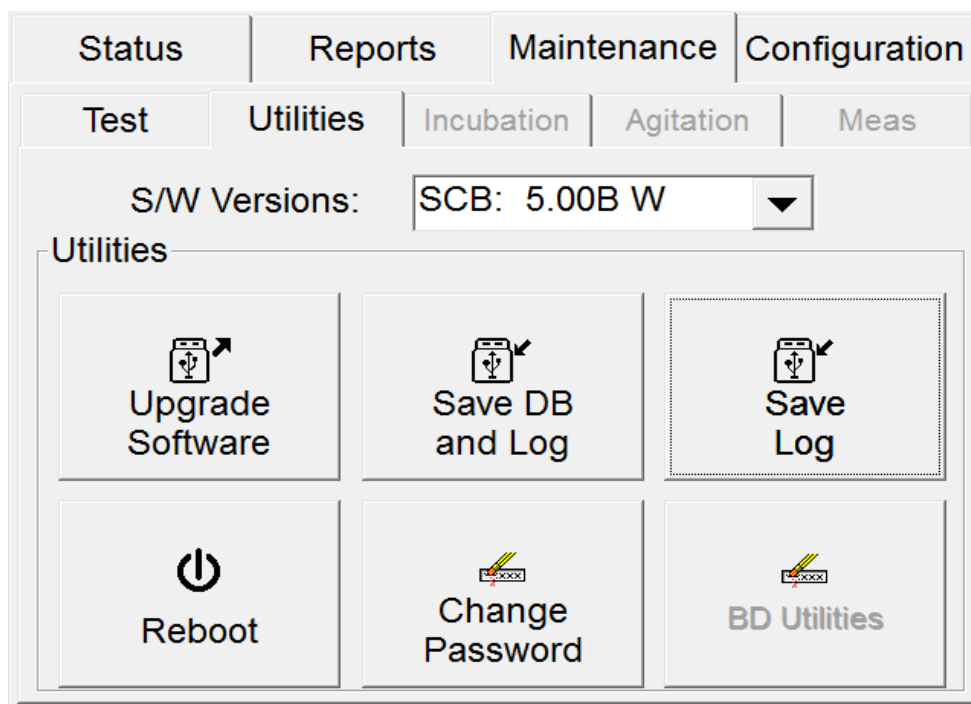 Status Reports Maintenance Configuration
Test Utilities Incubation Agitation Meas
S/W Versions: SCB: 5.00B W
Utilities
Upgrade Software
Save DB and Log
Save Log
Reboot
Change Password
BD Utilities